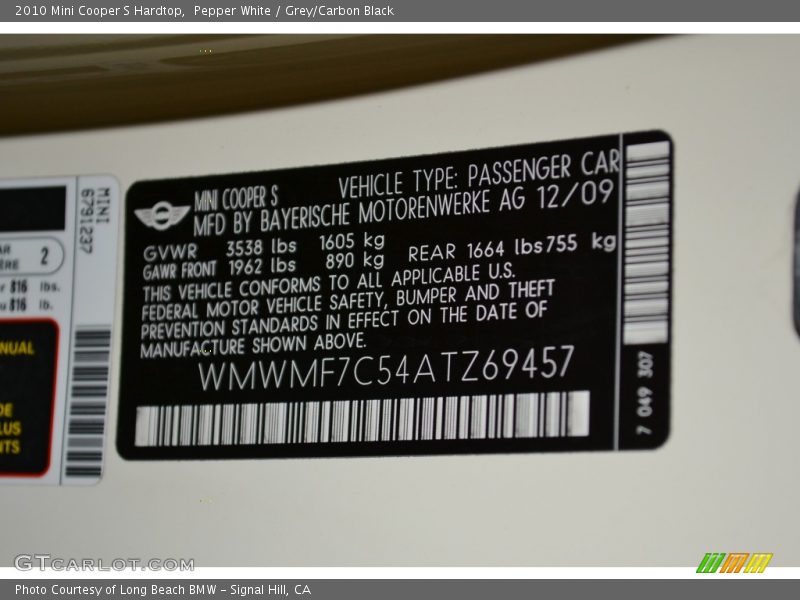 2010 Mini Cooper S Hardtop,  Pepper White / Grey/Carbon Black
MINI COOPER S VEHICLE TYPE: PASSENGER CAR
MFD BY BAYERISCHE MOTORENWERKE AG 12/09
GVWR 3538 lbs 1605 kg
GAWR FRONT 1962 lbs 890 kg REAR 1664 lbs 755 kg
THIS VEHICLE CONFORMS TO ALL APPLICABLE U.S.
FEDERAL MOTOR VEHICLE SAFETY, BUMPER AND THEFT
PREVENTION STANDARDS IN EFFECT ON THE DATE OF
MANUFACTURE SHOWN ABOVE.
WMWMF7C54ATZ69457
7 049 307
MINI
6791237
2
816 lbs.
816 lb.
GTCARLOT.COM
Photo Courtesy of Long Beach BMW - Signal Hill, CA